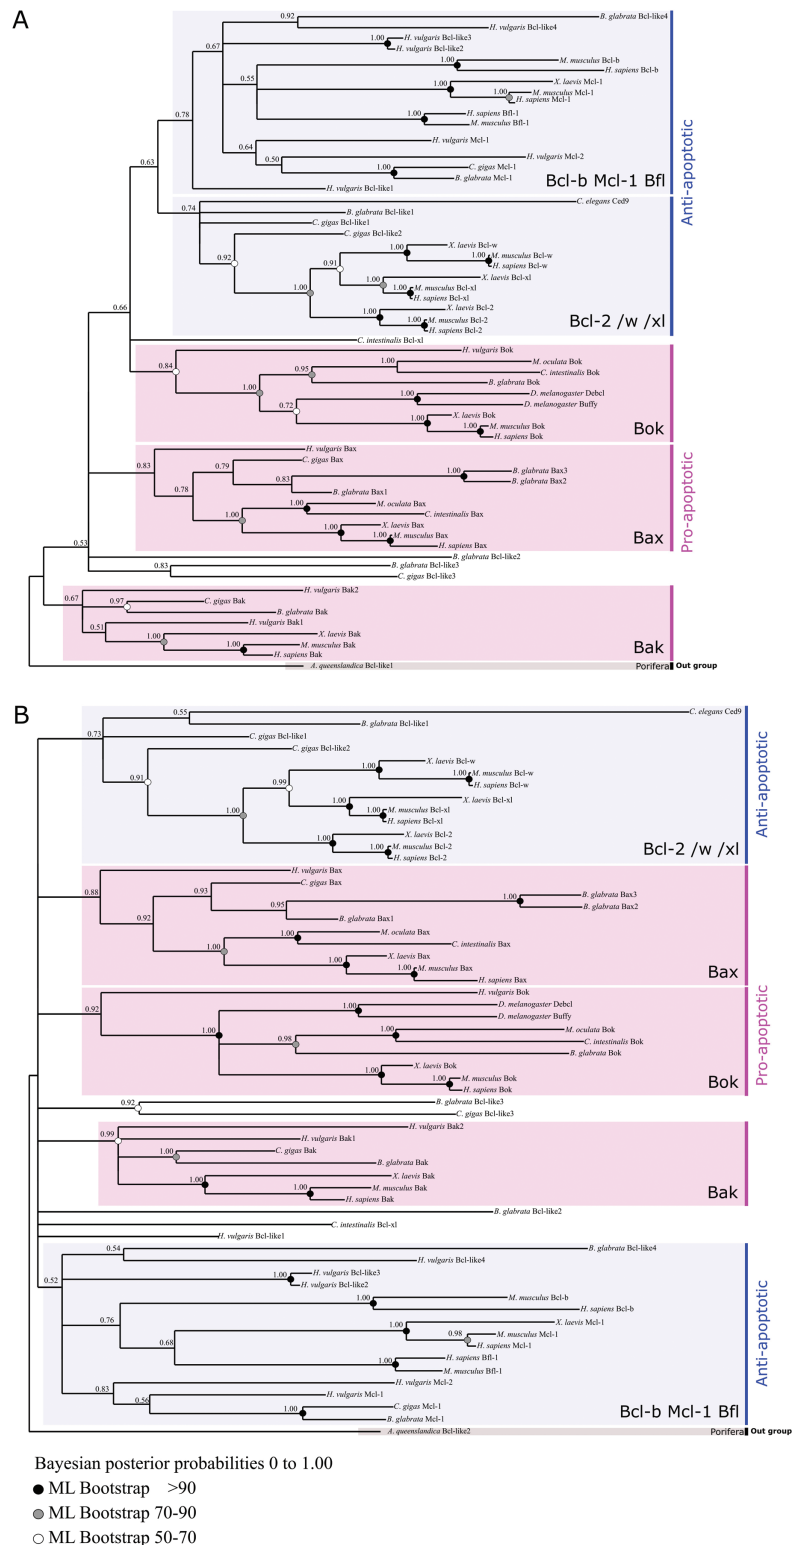 A
0.92
B. glabrata Bcl-like4
H. vulgaris Bcl-like4
0.67
1.00
H. vulgaris Bcl-like3
H. vulgaris Bcl-like2
1.00
M. musculus Bcl-b
H. sapiens Bcl-b
0.55
1.00
X. laevis Mcl-1
1.00
M. musculus Mcl-1
H. sapiens Mcl-1
0.78
1.00
H. sapiens Bfl-1
M. musculus Bfl-1
0.64
H. vulgaris Mcl-1
0.50
H. vulgaris Mcl-2
1.00
C. gigas Mcl-1
B. glabrata Mcl-1
H. vulgaris Bcl-like1
Bcl-b Mcl-1 Bfl
Anti-apoptotic
0.63
0.74
C. elegans Ced9
B. glabrata Bcl-like1
C. gigas Bcl-like1
C. gigas Bcl-like2
0.92
1.00
X. laevis Bcl-w
1.00
M. musculus Bcl-w
H. sapiens Bcl-w
0.91
1.00
X. laevis Bcl-xl
1.00
M. musculus Bcl-xl
H. sapiens Bcl-xl
1.00
1.00
X. laevis Bcl-2
1.00
M. musculus Bcl-2
H. sapiens Bcl-2
Bcl-2 /w /xl
0.66
C. intestinalis Bcl-xl
0.84
H. vulgaris Bok
1.00
0.95
1.00
M. oculata Bok
C. intestinalis Bok
B. glabrata Bok
0.72
1.00
D. melanogaster Debcl
D. melanogaster Buffy
1.00
X. laevis Bok
1.00
M. musculus Bok
H. sapiens Bok
Bok
0.83
H. vulgaris Bax
0.79
C. gigas Bax
0.83
1.00
B. glabrata Bax3
B. glabrata Bax2
B. glabrata Bax1
0.78
1.00
1.00
M. oculata Bax
C. intestinalis Bax
1.00
X. laevis Bax
1.00
M. musculus Bax
H. sapiens Bax
Bax
Pro-apoptotic
0.53
B. glabrata Bcl-like2
0.83
B. glabrata Bcl-like3
C. gigas Bcl-like3
0.67
H. vulgaris Bak2
0.97
C. gigas Bak
B. glabrata Bak
0.51
H. vulgaris Bak1
1.00
X. laevis Bak
1.00
M. musculus Bak
H. sapiens Bak
Bak
A. queenslandica Bcl-like1
Porifera
Out group
B
0.55
C. elegans Ced9
B. glabrata Bcl-like1
0.73
C. gigas Bcl-like1
C. gigas Bcl-like2
0.91
1.00
X. laevis Bcl-w
1.00
M. musculus Bcl-w
H. sapiens Bcl-w
0.99
1.00
X. laevis Bcl-xl
1.00
M. musculus Bcl-xl
H. sapiens Bcl-xl
1.00
1.00
X. laevis Bcl-2
1.00
M. musculus Bcl-2
H. sapiens Bcl-2
Bcl-2 /w /xl
Anti-apoptotic
0.88
H. vulgaris Bax
0.93
C. gigas Bax
0.95
1.00
B. glabrata Bax3
B. glabrata Bax2
B. glabrata Bax1
0.92
1.00
1.00
M. oculata Bax
C. intestinalis Bax
1.00
X. laevis Bax
1.00
M. musculus Bax
H. sapiens Bax
Bax
0.92
H. vulgaris Bok
1.00
1.00
D. melanogaster Debcl
D. melanogaster Buffy
0.98
1.00
M. oculata Bok
C. intestinalis Bok
B. glabrata Bok
1.00
X. laevis Bok
1.00
M. musculus Bok
H. sapiens Bok
Bok
Pro-apoptotic
0.92
B. glabrata Bcl-like3
C. gigas Bcl-like3
0.99
H. vulgaris Bak2
H. vulgaris Bak1
1.00
C. gigas Bak
B. glabrata Bak
1.00
X. laevis Bak
1.00
M. musculus Bak
H. sapiens Bak
Bak
B. glabrata Bcl-like2
C. intestinalis Bcl-xl
H. vulgaris Bcl-like1
0.52
0.54
B. glabrata Bcl-like4
H. vulgaris Bcl-like4
1.00
H. vulgaris Bcl-like3
H. vulgaris Bcl-like2
0.76
1.00
M. musculus Bcl-b
H. sapiens Bcl-b
0.68
1.00
X. laevis Mcl-1
0.98
M. musculus Mcl-1
H. sapiens Mcl-1
1.00
H. sapiens Bfl-1
M. musculus Bfl-1
0.83
H. vulgaris Mcl-2
0.56
H. vulgaris Mcl-1
1.00
C. gigas Mcl-1
B. glabrata Mcl-1
Bcl-b Mcl-1 Bfl
Anti-apoptotic
A. queenslandica Bcl-like2
Porifera
Out group
Bayesian posterior probabilities 0 to 1.00
ML Bootstrap >90
ML Bootstrap 70-90
ML Bootstrap 50-70